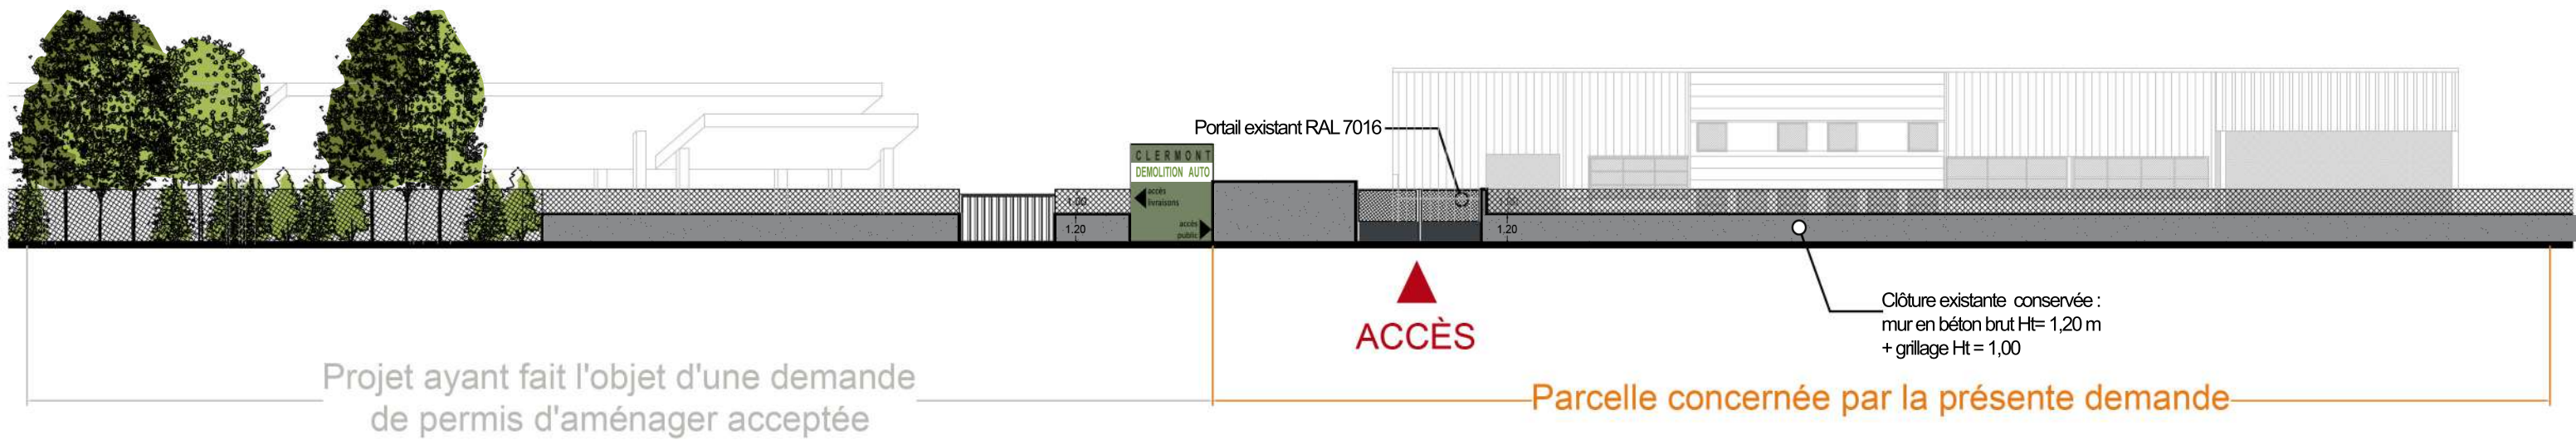 Portail existant RAL 7016
CLERMONT
DEMOLITION AUTO
accès
livraisons
accès
public
1.00
1.20
1.00
1.20
ACCÈS
Clôture existante conservée :
mur en béton brut Ht= 1,20 m
+ grillage Ht = 1,00
Projet ayant fait l'objet d'une demande
de permis d'aménager acceptée
Parcelle concernée par la présente demande